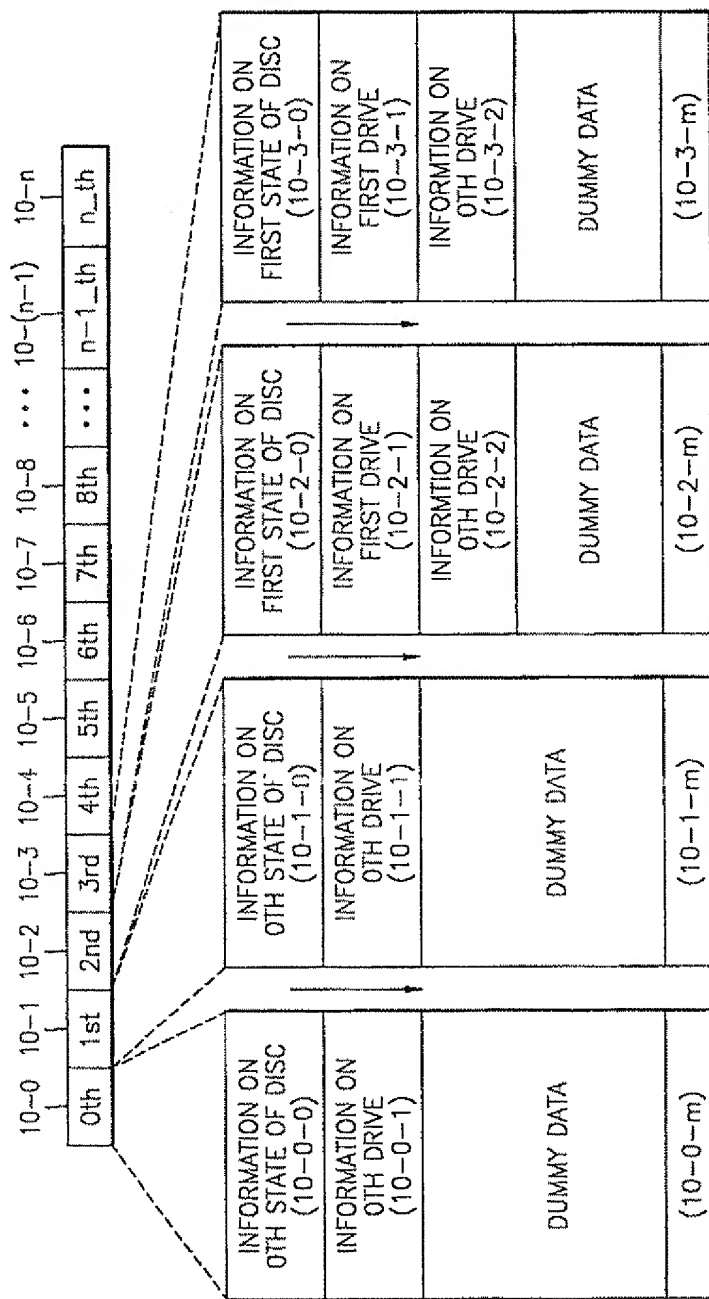 10-0 10-1 10-2 10-3 10-4 10-5 10-6 10-7 10-8 ••• 10-(n-1) 10-n
0th 1st 2nd 3rd 4th 5th 6th 7th 8th ••• n-1_th n_th
INFORMATION ON
0TH STATE OF DISC
(10-0-0)
INFORMATION ON
0TH DRIVE
(10-0-1)
DUMMY DATA
(10-0-m)
INFORMATION ON
0TH STATE OF DISC
(10-1-0)
INFORMATION ON
0TH DRIVE
(10-1-1)
DUMMY DATA
(10-1-m)
INFORMATION ON
FIRST STATE OF DISC
(10-2-0)
INFORMATION ON
FIRST DRIVE
(10-2-1)
INFORMTION ON
0TH DRIVE
(10-2-2)
DUMMY DATA
(10-2-m)
INFORMATION ON
FIRST STATE OF DISC
(10-3-0)
INFORMATION ON
FIRST DRIVE
(10-3-1)
INFORMTION ON
0TH DRIVE
(10-3-2)
DUMMY DATA
(10-3-m)